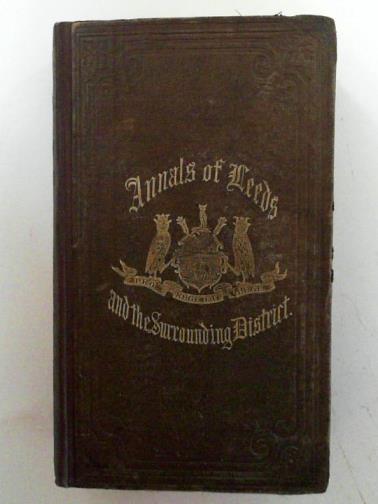 Annals of Leeds
and the Surrounding District.